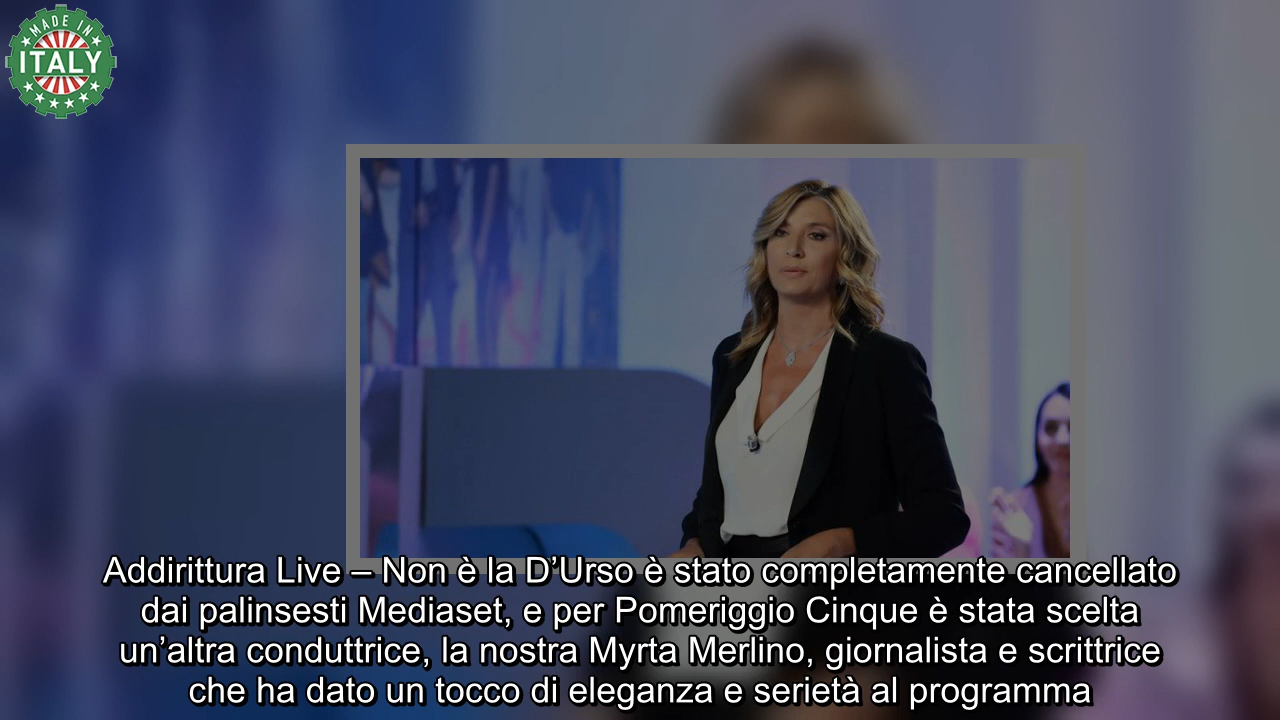 MADE IN
ITALY
Addirittura Live – Non è la D’Urso è stato completamente cancellato
dai palinsesti Mediaset, e per Pomeriggio Cinque è stata scelta
un’altra conduttrice, la nostra Myrta Merlino, giornalista e scrittrice
che ha dato un tocco di eleganza e serietà al programma